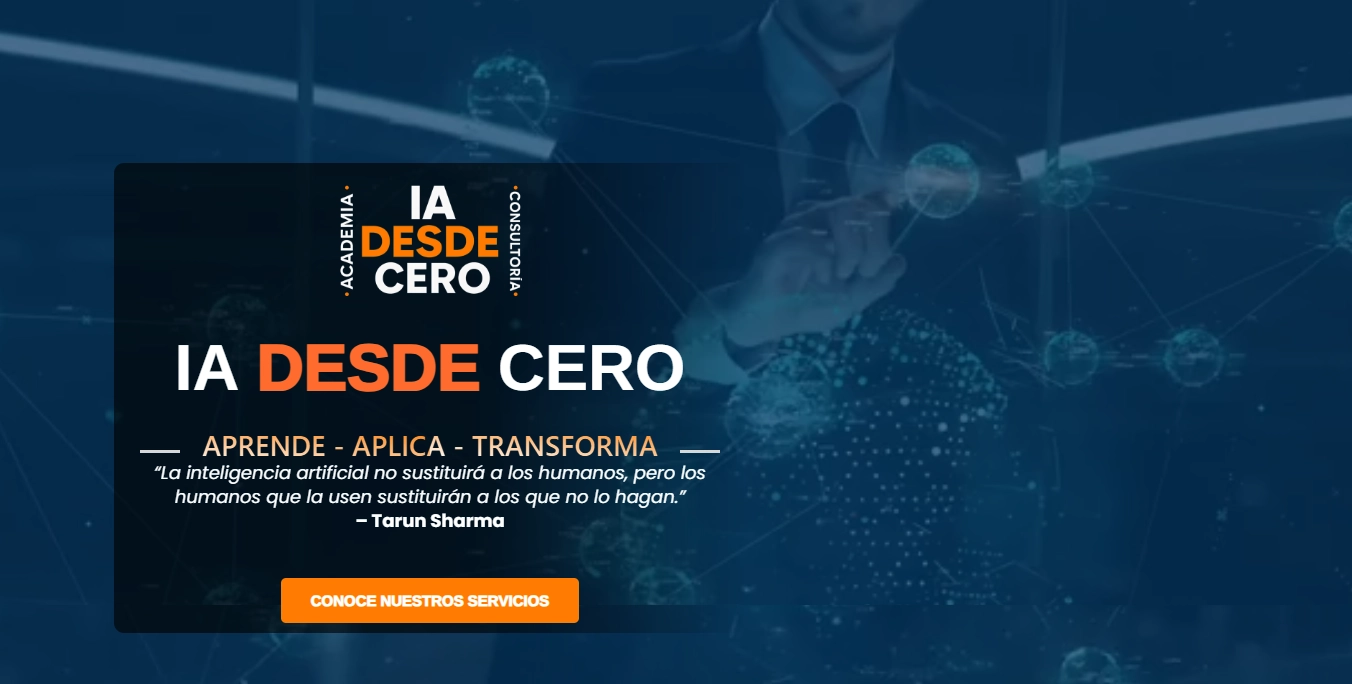 ACADEMIA
IA
DESDE
CERO
CONSULTORÍA
IA DESDE CERO
APRENDE - APLICA - TRANSFORMA
“La inteligencia artificial no sustituirá a los humanos, pero los
humanos que la usen sustituirán a los que no lo hagan.”
– Tarun Sharma
CONOCE NUESTROS SERVICIOS